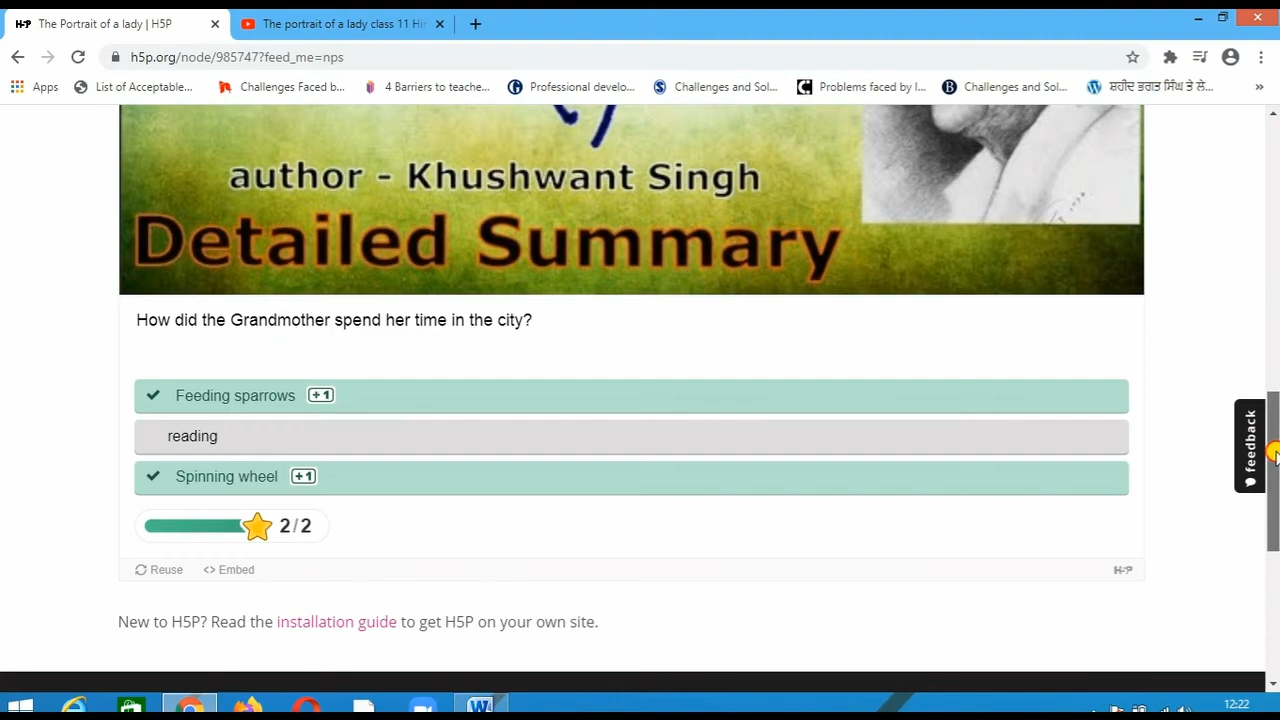 The Portrait of a lady | H5P
The portrait of a lady class 11 Hi
h5p.org/node/985747?feed_me=nps
Apps
List of Acceptable...
Challenges Faced b...
4 Barriers to teache...
Professional develo...
Challenges and Sol...
Problems faced by l...
Challenges and Sol...
ਸ਼ਹੀਦ ਭਗਤ ਸਿੰਘ ਤੇ ਲੇ...
»
author - Khushwant Singh
Detailed Summary
How did the Grandmother spend her time in the city?
Feeding sparrows +1
reading
Spinning wheel +1
2/2
Reuse <> Embed
H5P
feedback
New to H5P? Read the installation guide to get H5P on your own site.
12:22